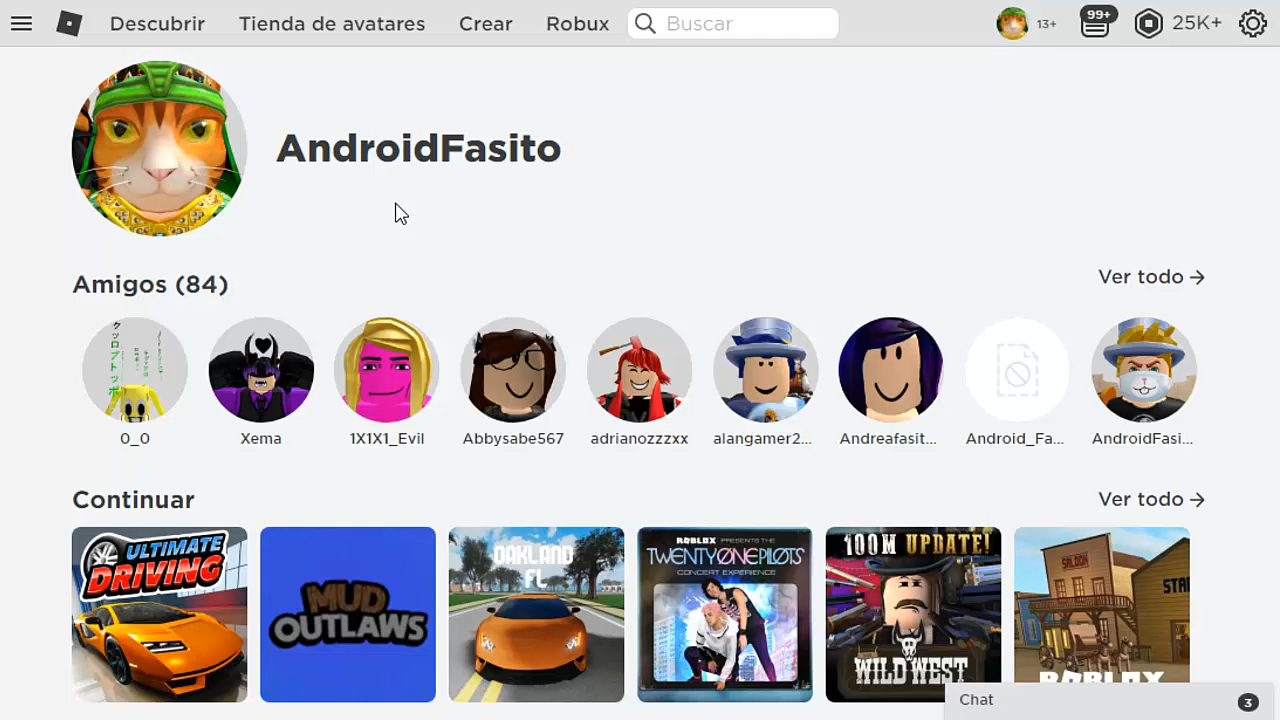 Descubrir
Tienda de avatares
Crear
Robux
Buscar
13+
99+
25K+
AndroidFasito
Amigos (84)
Ver todo
0_0
Xema
1X1X1_Evil
Abbysabe567
adrianozzzxx
alangamer2...
Andreafasit...
Android_Fa...
AndroidFasi...
Continuar
Ver todo
ULTIMATE
DRIVING
MUD
OUTLAWS
OAKLAND
FL
ROBLOX PRESENTS THE
TWENTY ONE PILOTS
CONCERT EXPERIENCE
100M UPDATE!
WILD WEST
SALOON
ROBLOX
Chat
3